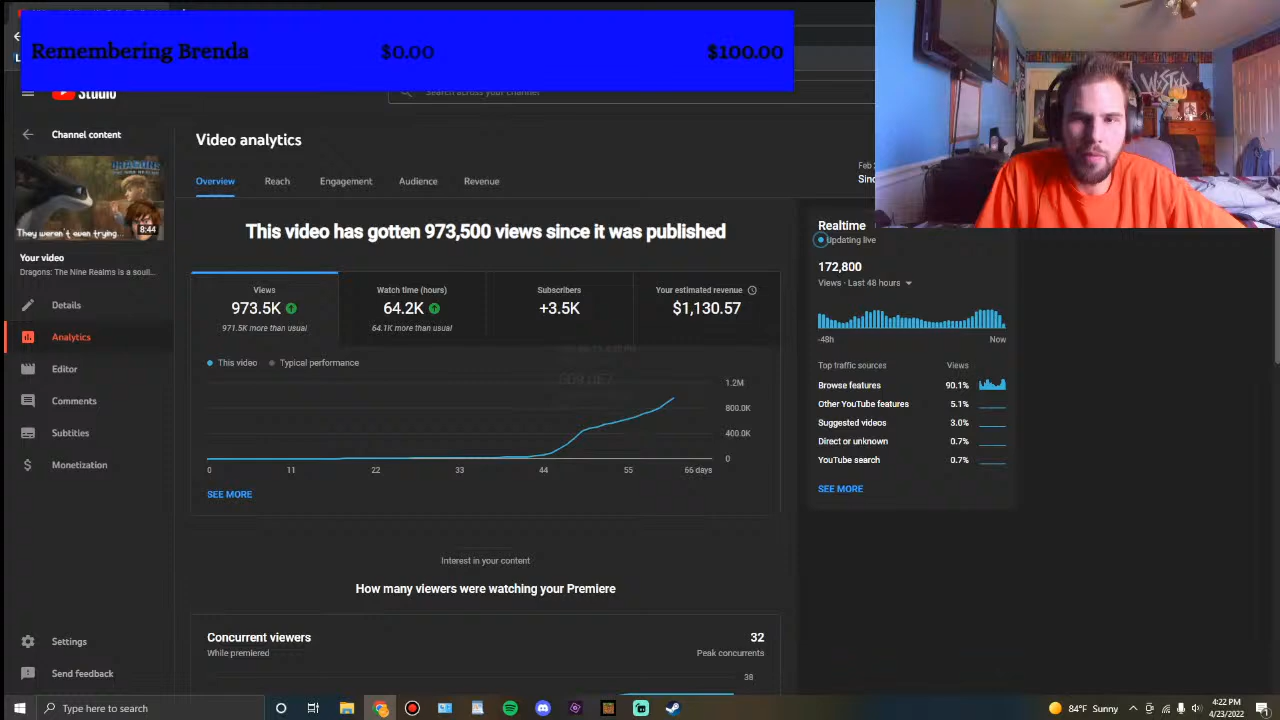 Remembering Brenda $0.00 $100.00
Studio
Search across your channel
Channel content
DRAGONS
They weren't even trying...
8:44
Your video
Dragons: The Nine Realms is a soull...
Details
Analytics
Editor
Comments
Subtitles
Monetization
Settings
Send feedback
Video analytics
Overview Reach Engagement Audience Revenue
Feb
Sinc
This video has gotten 973,500 views since it was published
Views
973.5K
971.5K more than usual
Watch time (hours)
64.2K
64.1K more than usual
Subscribers
+3.5K
Your estimated revenue
$1,130.57
This video Typical performance
1.2M
800.0K
400.0K
0
0 11 22 33 44 55 66 days
SEE MORE
Interest in your content
How many viewers were watching your Premiere
Concurrent viewers
While premiered
32
Peak concurrents
38
Realtime
Updating live
172,800
Views · Last 48 hours
-48h Now
Top traffic sources Views
Browse features 90.1%
Other YouTube features 5.1%
Suggested videos 3.0%
Direct or unknown 0.7%
YouTube search 0.7%
SEE MORE
Type here to search
84°F Sunny
4:22 PM
4/23/2022
1